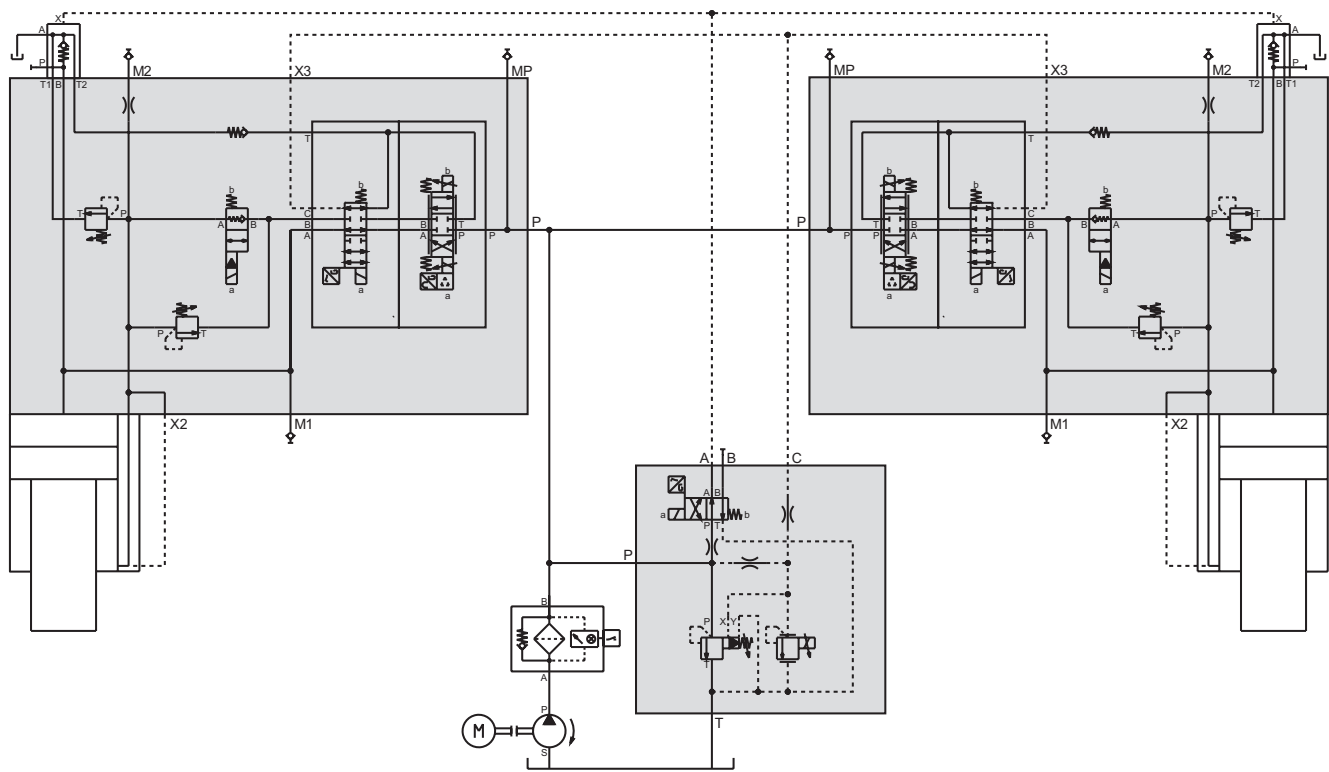 X X
A A
P P
M2 X3 MP MP X3 M2
T1 B T2 T2 B T1
T T
b b b b b b
T P A B C B A B A T P P P P T P B A C B A B A P T
a a a a a a
P T T P
X2 M1 M1 X2
A B C
A B
a b
P T
P
B
P X Y
T
A
P
M
S
T